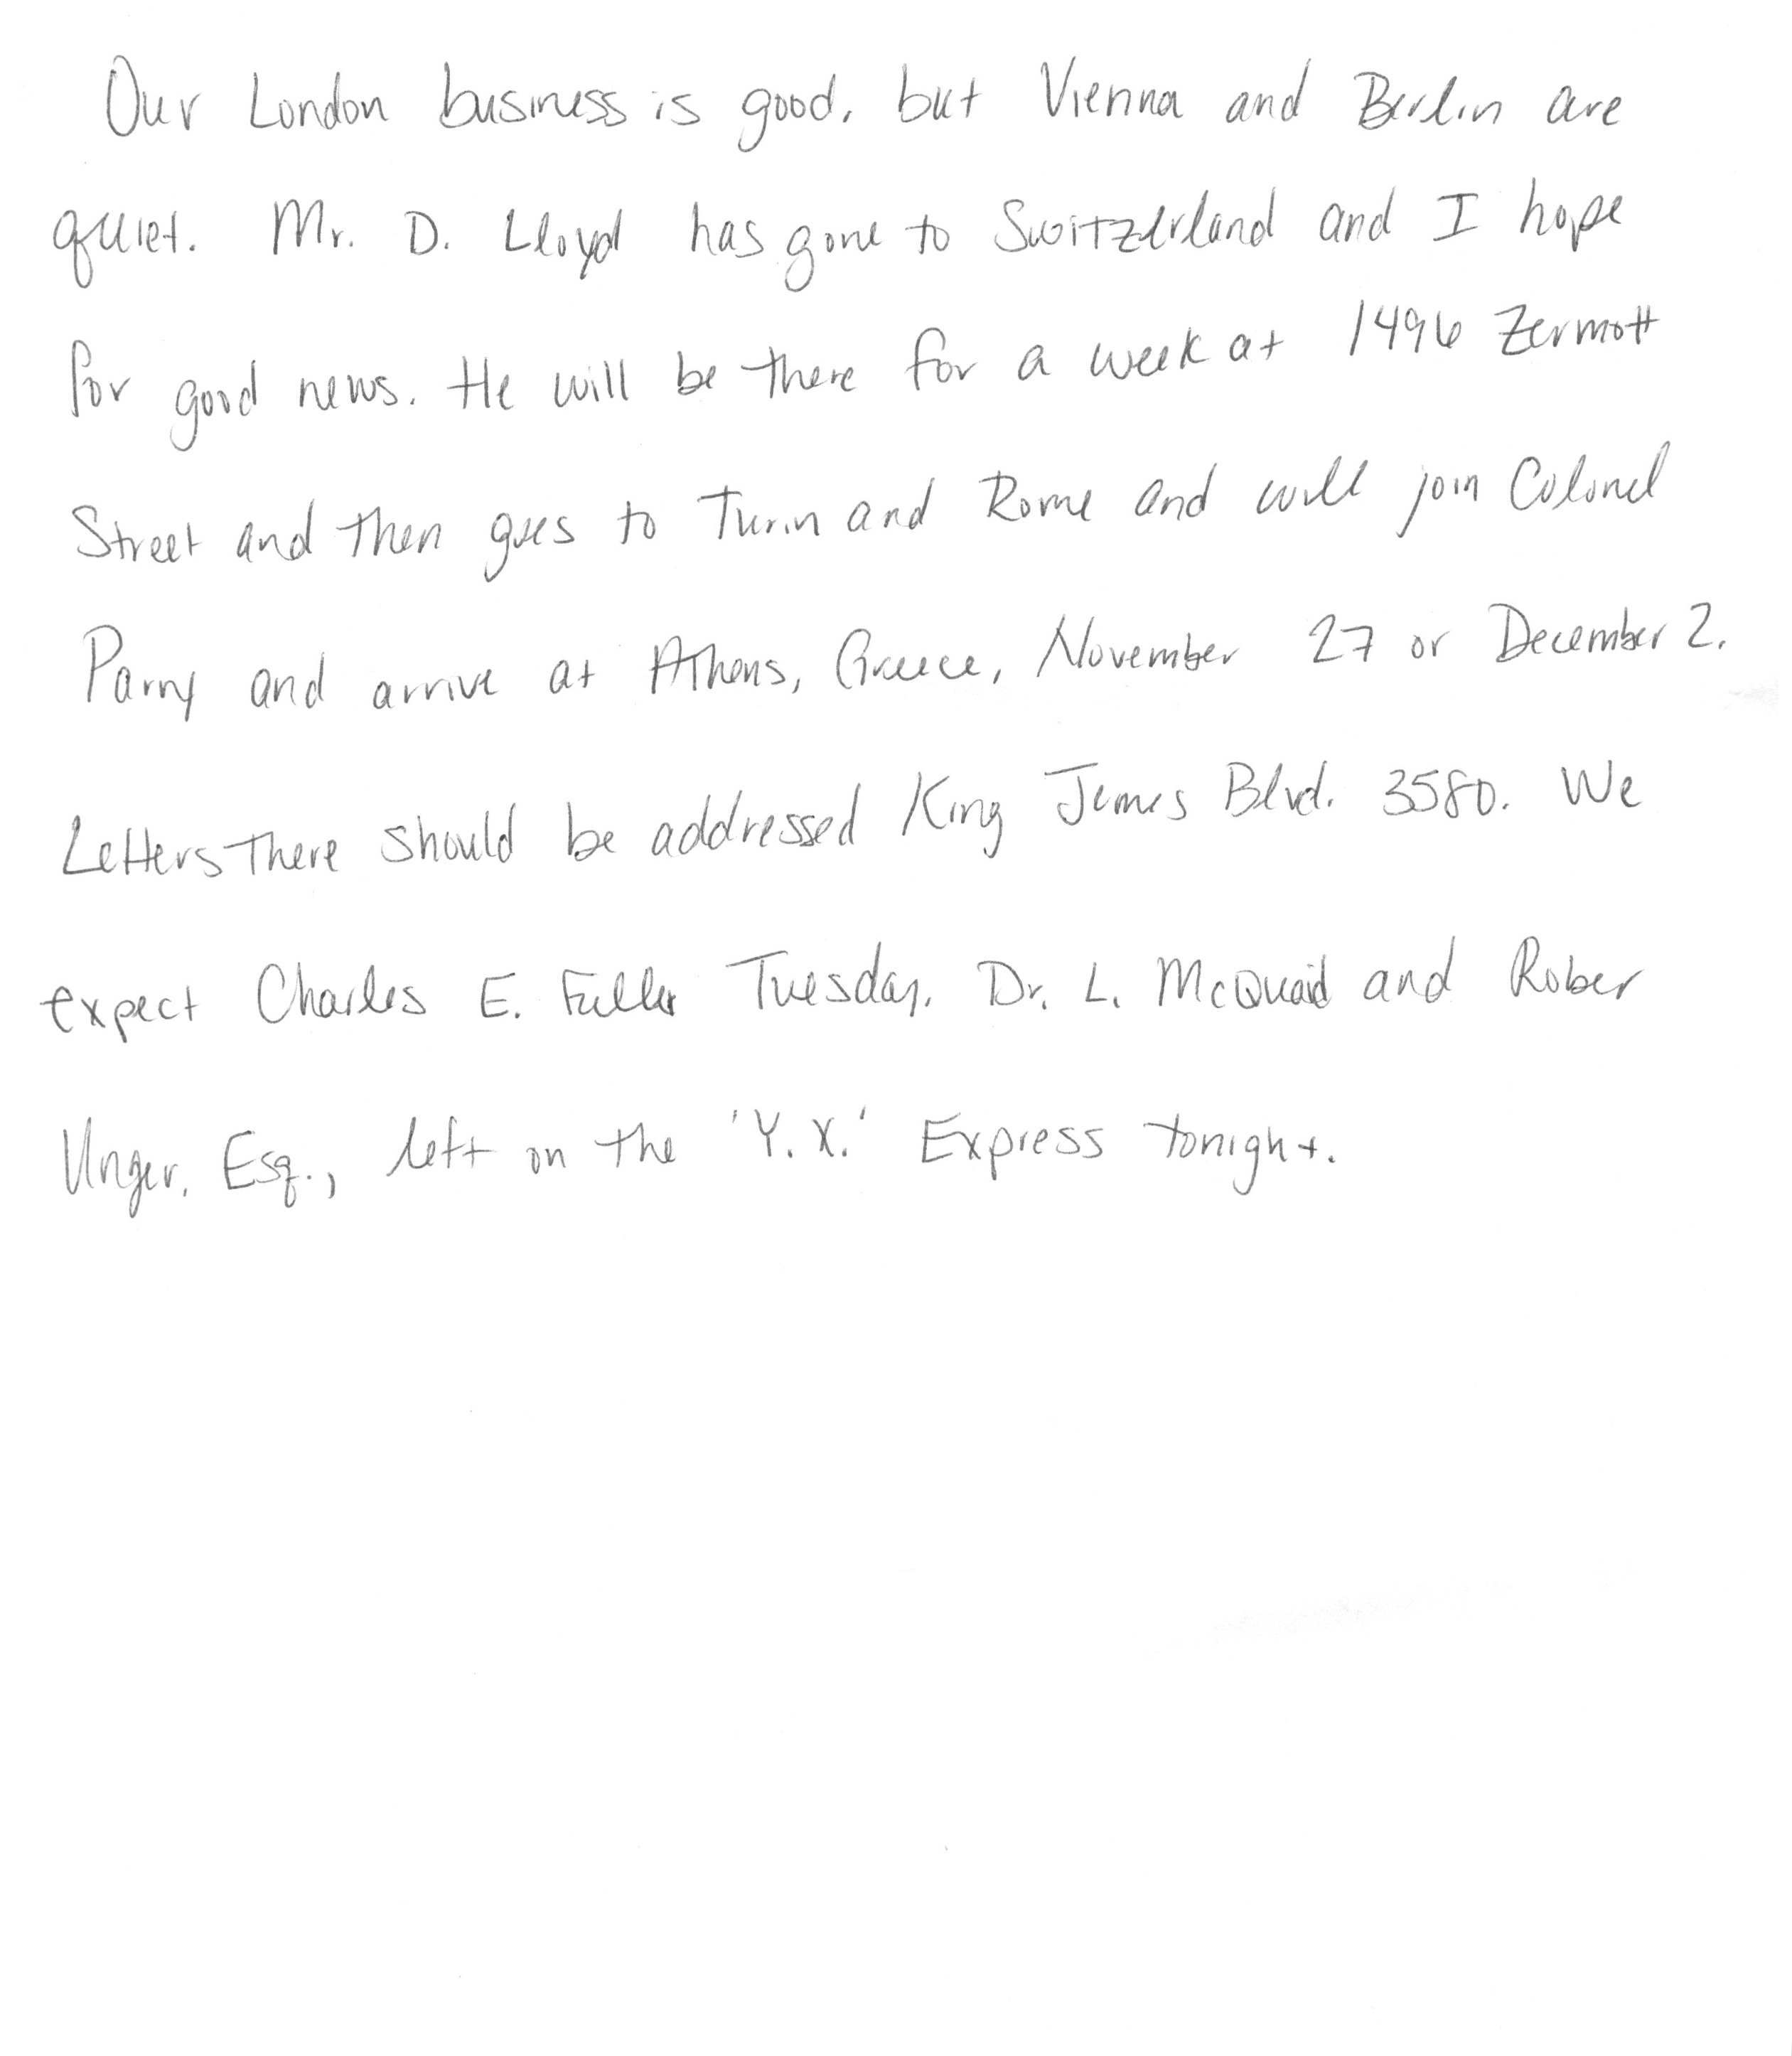 Our London business is good, but Vienna and Berlin are
quiet. Mr. D. Lloyd has gone to Switzerland and I hope
for good news. He will be there for a week at 1496 Zermott
Street and then goes to Turin and Rome and will join Colonel
Parry and arrive at Athens, Greece, November 27 or December 2.
Letters there should be addressed King James Blvd. 3580. We
expect Charles E. Fuller Tuesday. Dr. L. McQuaid and Rober
Unger, Esq., left on the 'Y.X.' Express tonight.